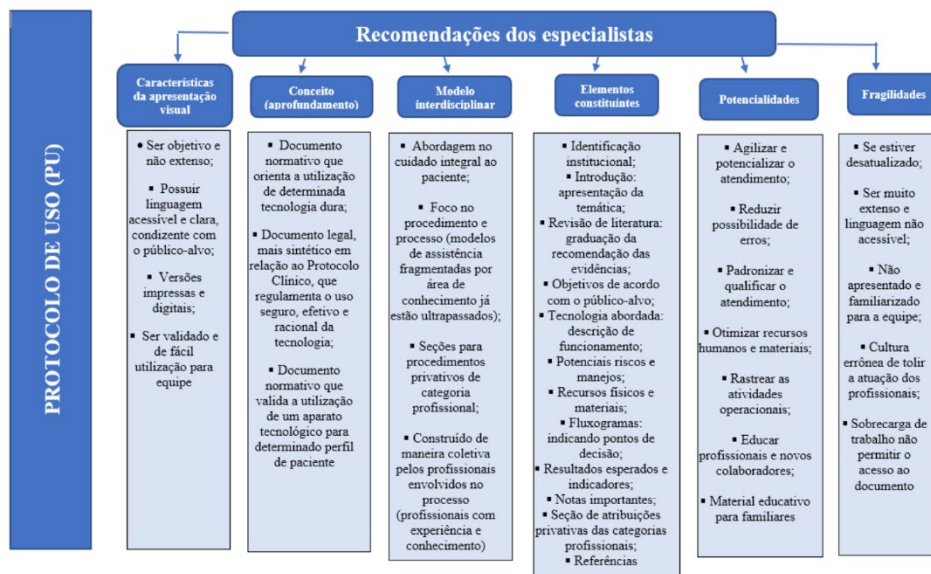 PROTOCOLO DE USO (PU)
Recomendações dos especialistas
Características
da apresentação
visual
• Ser objetivo e
não extenso;
▪ Possuir
linguagem
acessível e clara,
condizente com
o público-alvo;
▪ Versões
impressas e
digitais;
▪ Ser validado e
de fácil
utilização para
equipe
Conceito
(aprofundamento)
▪ Documento
normativo que
orienta a utilização
de determinada
tecnologia dura;
▪ Documento legal,
mais sintético em
relação ao Protocolo
Clínico, que
regulamenta o uso
seguro, efetivo e
racional da
tecnologia;
▪ Documento
normativo que
valida a utilização
de um aparato
tecnológico para
determinado perfil de
paciente
Modelo
interdisciplinar
▪ Abordagem no
cuidado integral ao
paciente;
▪ Foco no
procedimento e
processo (modelos
de assistência
fragmentadas por
área de
conhecimento já
estão ultrapassados);
▪ Seções para
procedimentos
privativos de
categoria
profissional;
▪ Construído de
maneira coletiva
pelos profissionais
envolvidos no
processo
(profissionais com
experiência e
conhecimento)
Elementos
constituintes
▪ Identificação
institucional;
▪ Introdução:
apresentação da
temática;
▪ Revisão de literatura:
graduação da
recomendação das
evidências;
▪ Objetivos de acordo
com o público-alvo;
▪ Tecnologia abordada:
descrição de
funcionamento;
▪ Potenciais riscos e
manejos;
▪ Recursos físicos e
materiais;
▪ Fluxogramas:
indicando pontos de
decisão;
▪ Resultados esperados e
indicadores;
▪ Notas importantes;
▪ Seção de atribuições
privativas das categorias
profissionais;
▪ Referências
Potencialidades
▪ Agilizar e
potencializar o
atendimento;
▪ Reduzir
possibilidade de
erros;
▪ Padronizar e
qualificar o
atendimento;
▪ Otimizar recursos
humanos e materiais;
▪ Rastrear as
atividades
operacionais;
▪ Educar
profissionais e novos
colaboradores;
▪ Material educativo
para familiares
Fragilidades
▪ Se estiver
desatualizado;
▪ Ser muito
extenso e
linguagem não
acessível;
▪ Não
apresentado e
familiarizado
para a equipe;
▪ Cultura
errônea de tolir
a atuação dos
profissionais;
▪ Sobrecarga de
trabalho não
permitir o
acesso ao
documento